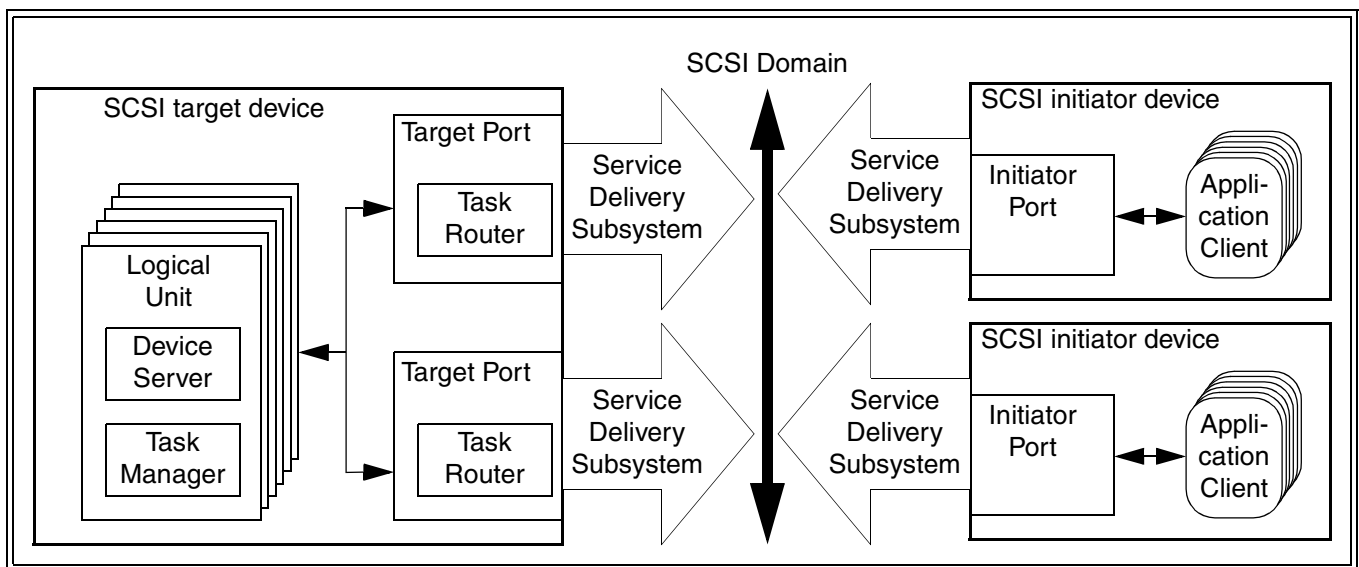 SCSI Domain
SCSI target device
Target Port
Task
Router
Logical
Unit
Device
Server
Task
Manager
Target Port
Task
Router
Service
Delivery
Subsystem
Service
Delivery
Subsystem
Service
Delivery
Subsystem
Service
Delivery
Subsystem
SCSI initiator device
Initiator
Port
Appli-
cation
Client
SCSI initiator device
Initiator
Port
Appli-
cation
Client